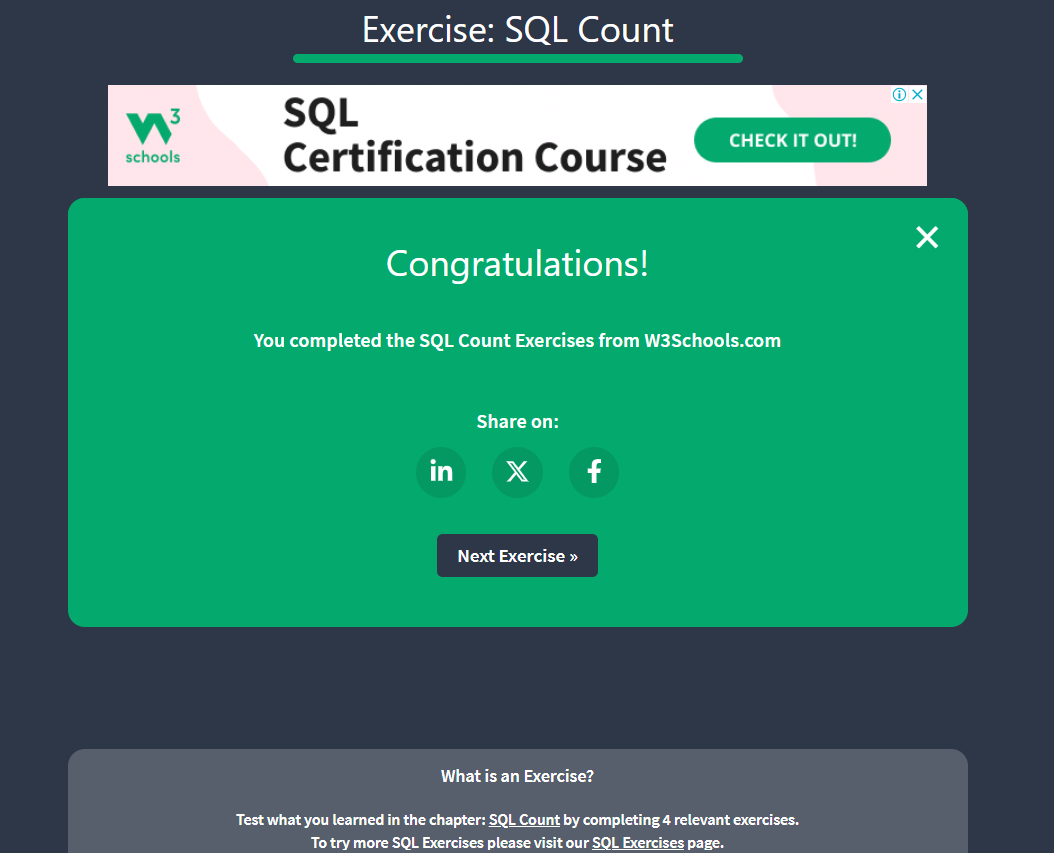 Exercise: SQL Count
W3
schools
SQL
Certification Course
CHECK IT OUT!
Congratulations!
You completed the SQL Count Exercises from W3Schools.com
Share on:
in
X
f
Next Exercise »
What is an Exercise?
Test what you learned in the chapter: SQL Count by completing 4 relevant exercises.
To try more SQL Exercises please visit our SQL Exercises page.